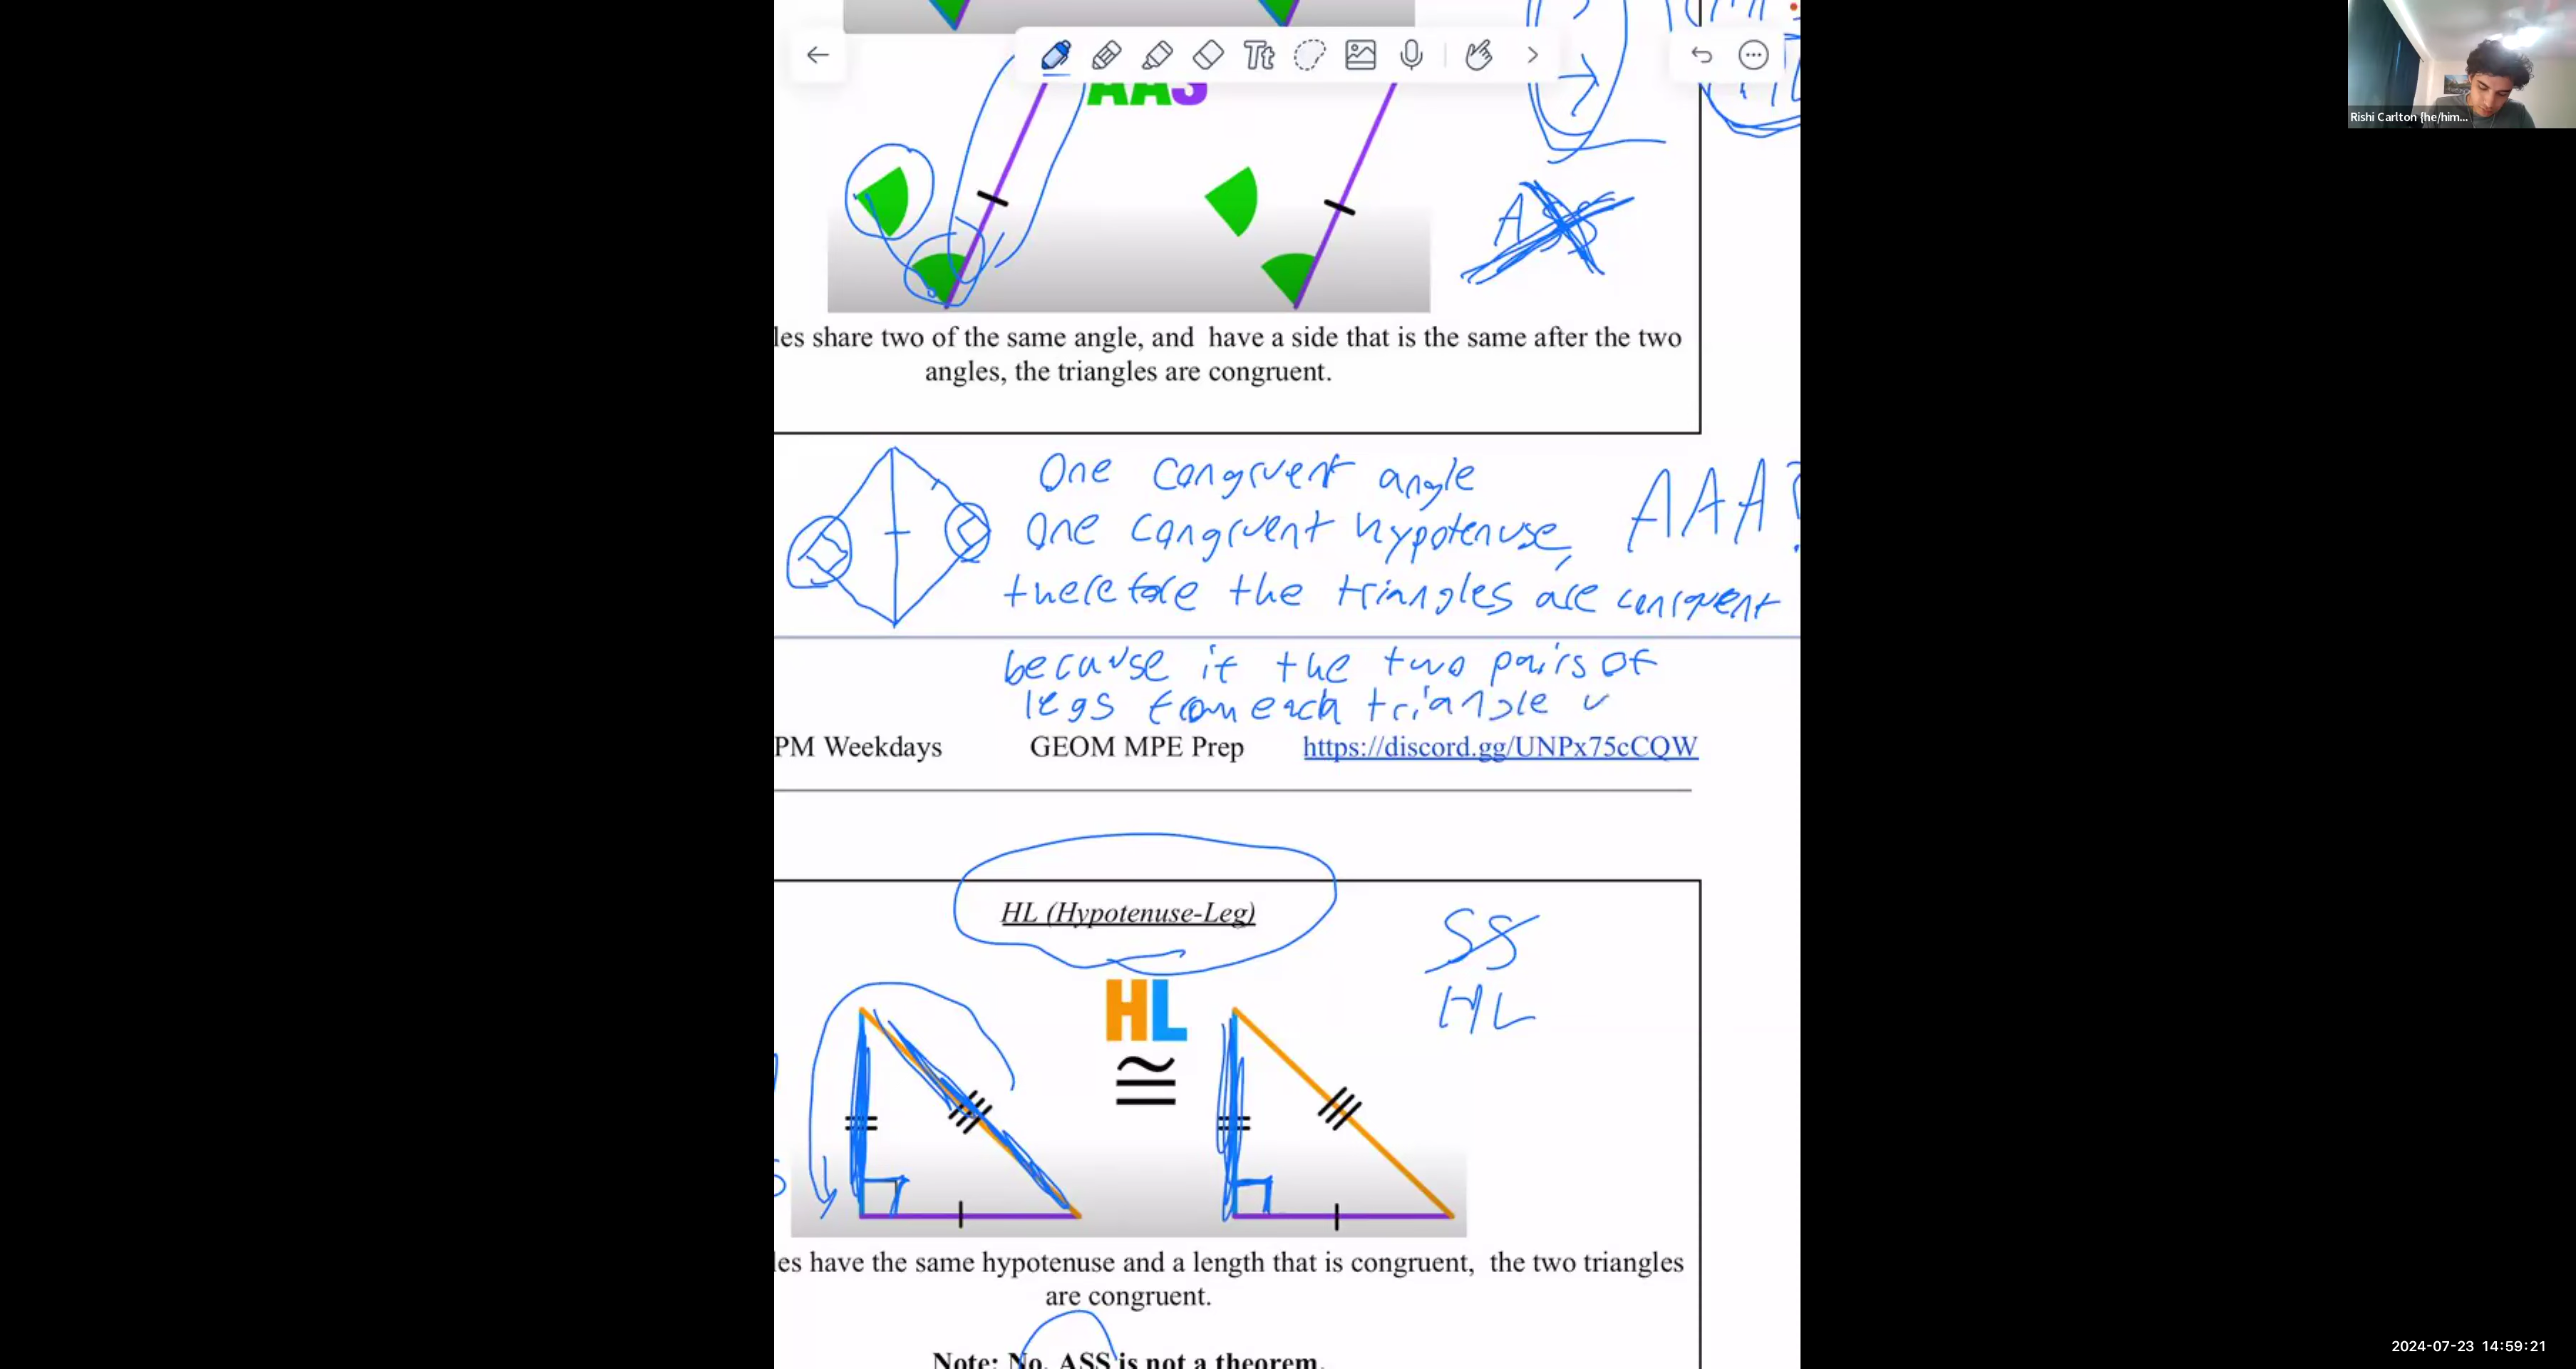 Tt
AAS
Rishi Carlton (he/him...
ASS
les share two of the same angle, and have a side that is the same after the two
angles, the triangles are congruent.
One congruent angle
One congruent hypotenuse,
AAA?
therefore the triangles are congruent
because if the two pairs of
legs from each triangle
PM Weekdays
GEOM MPE Prep
https://discord.gg/UNPx75cCQW
HL (Hypotenuse-Leg)
SS
HL
HL
≅
les have the same hypotenuse and a length that is congruent, the two triangles
are congruent.
Note: No, ASS is not a theorem.
2024-07-23 14:59:21